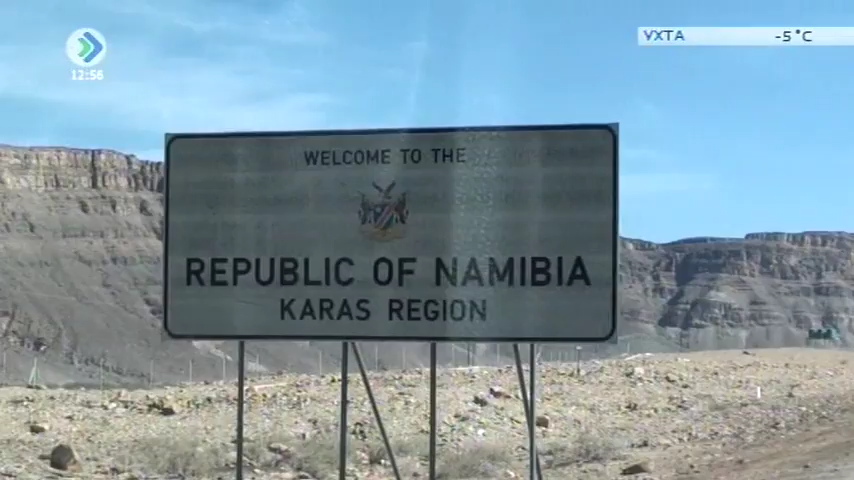 12:56
УХТА -5°C
WELCOME TO THE
REPUBLIC OF NAMIBIA
KARAS REGION